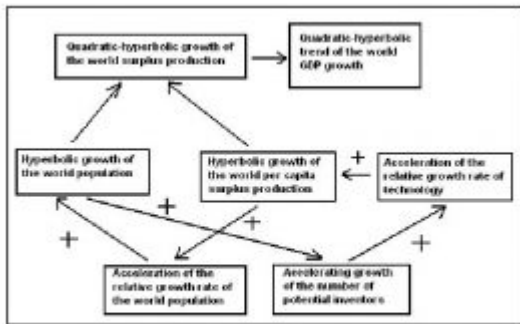 Quadratic-hyperbolic growth of
the world surplus production
Quadratic-hyperbolic
trend of the world
GDP growth
Hyperbolic growth of
the world population
Hyperbolic growth of
the world per capita
surplus production
Acceleration of the
relative growth rate of
technology
+
+
+
+
+
Acceleration of the
relative growth rate of
the world population
Accelerating growth
of the number of
potential inventors